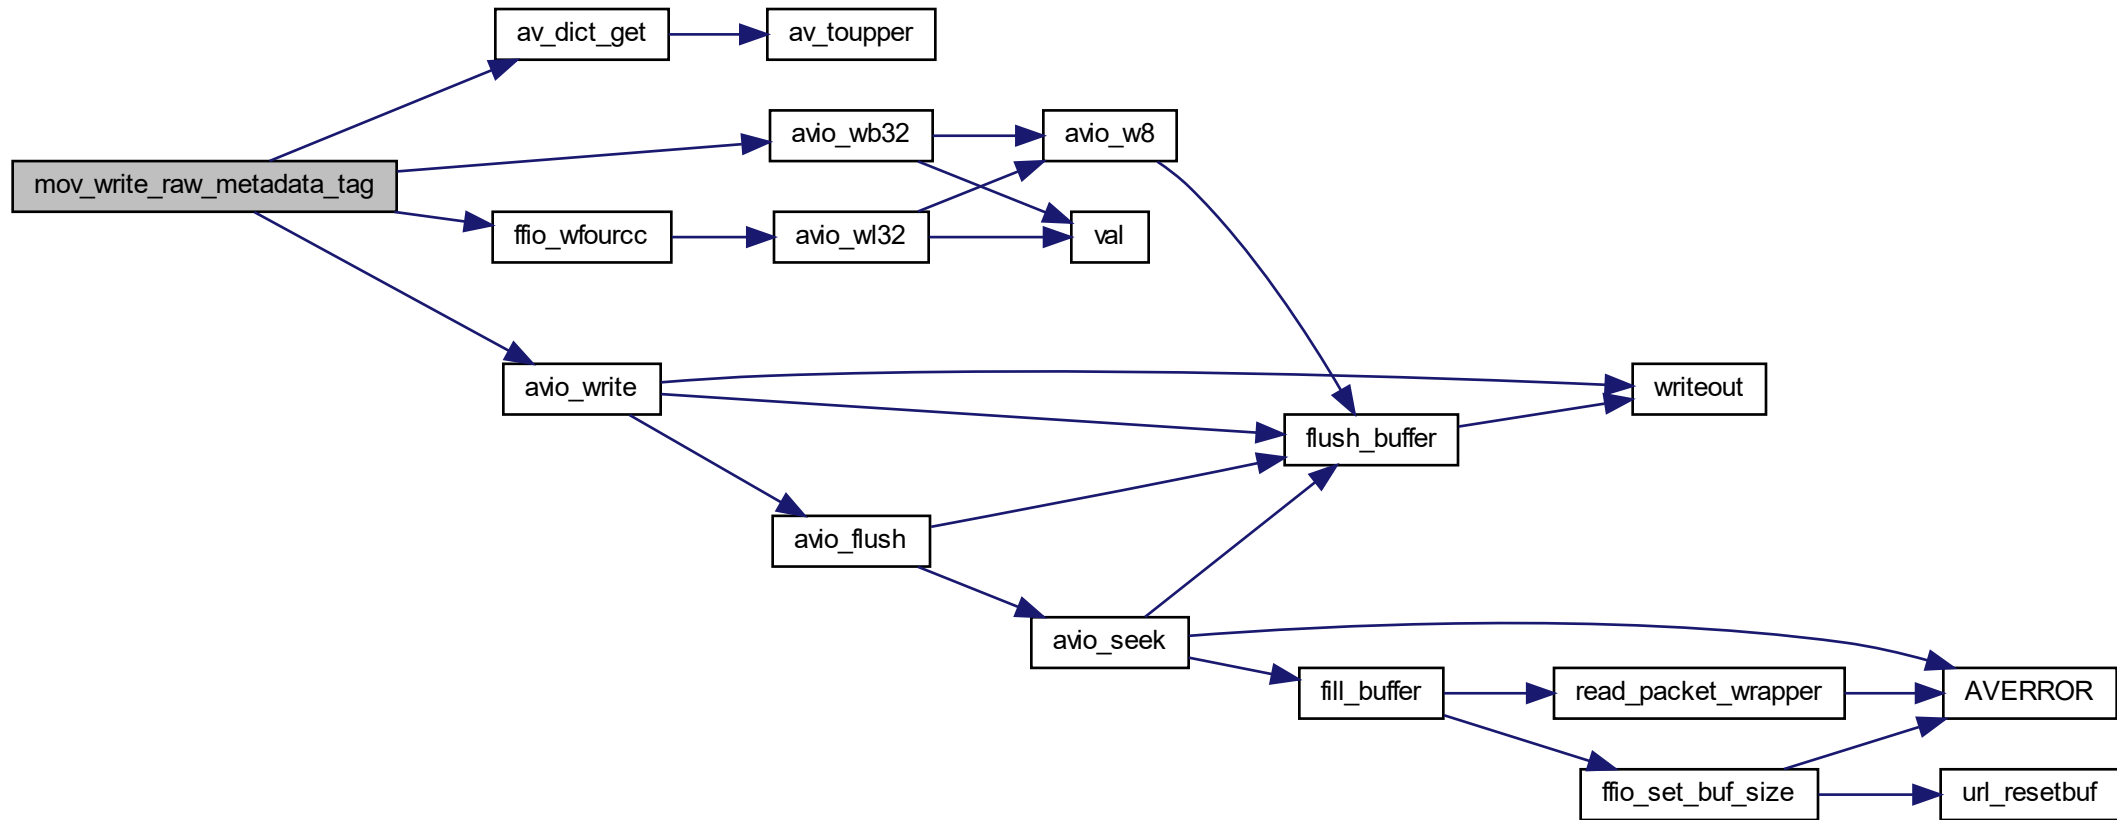 av_dict_get
av_toupper
avio_wb32
avio_w8
mov_write_raw_metadata_tag
ffio_wfourcc
avio_wl32
val
avio_write
writeout
flush_buffer
avio_flush
avio_seek
fill_buffer
read_packet_wrapper
AVERROR
ffio_set_buf_size
url_resetbuf